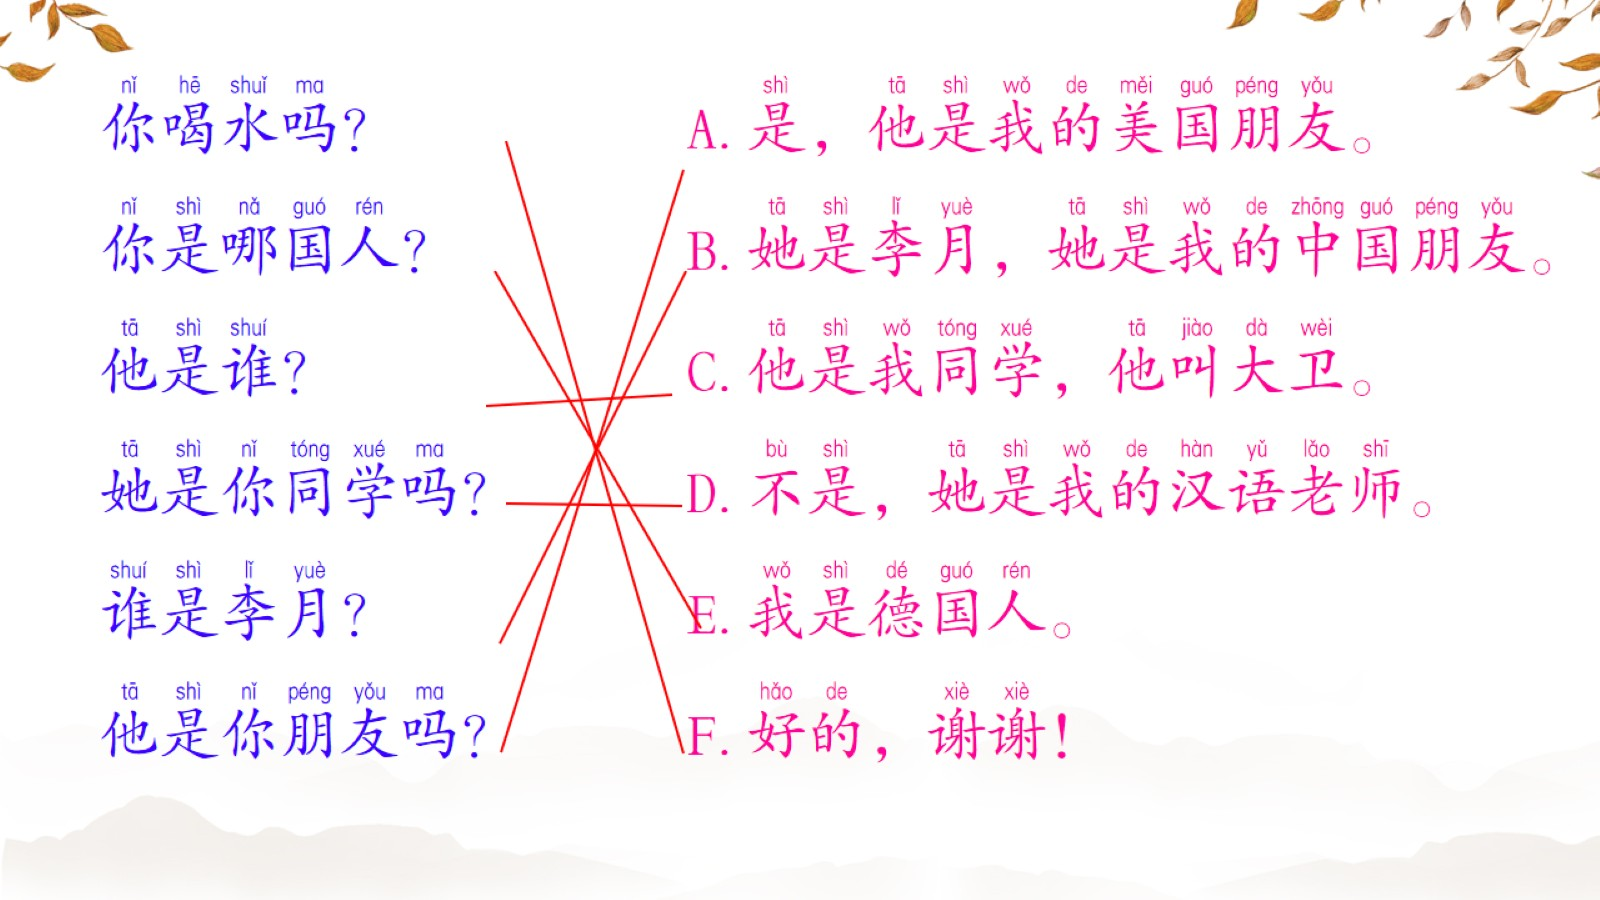 nǐ hē shuǐ ma
你喝水吗？
nǐ shì nǎ guó rén
你是哪国人？
tā shì shuí
他是谁？
tā shì nǐ tóng xué ma
她是你同学吗？
shuí shì lǐ yuè
谁是李月？
tā shì nǐ péng yǒu ma
他是你朋友吗？
shì tā shì wǒ de měi guó péng yǒu
A. 是，他是我的美国朋友。
tā shì lǐ yuè tā shì wǒ de zhōng guó péng yǒu
B. 她是李月，她是我的中国朋友。
tā shì wǒ tóng xué tā jiào dà wèi
C. 他是我同学，他叫大卫。
bù shì tā shì wǒ de hàn yǔ lǎo shī
D. 不是，她是我的汉语老师。
wǒ shì dé guó rén
E. 我是德国人。
hǎo de xiè xiè
F. 好的，谢谢！